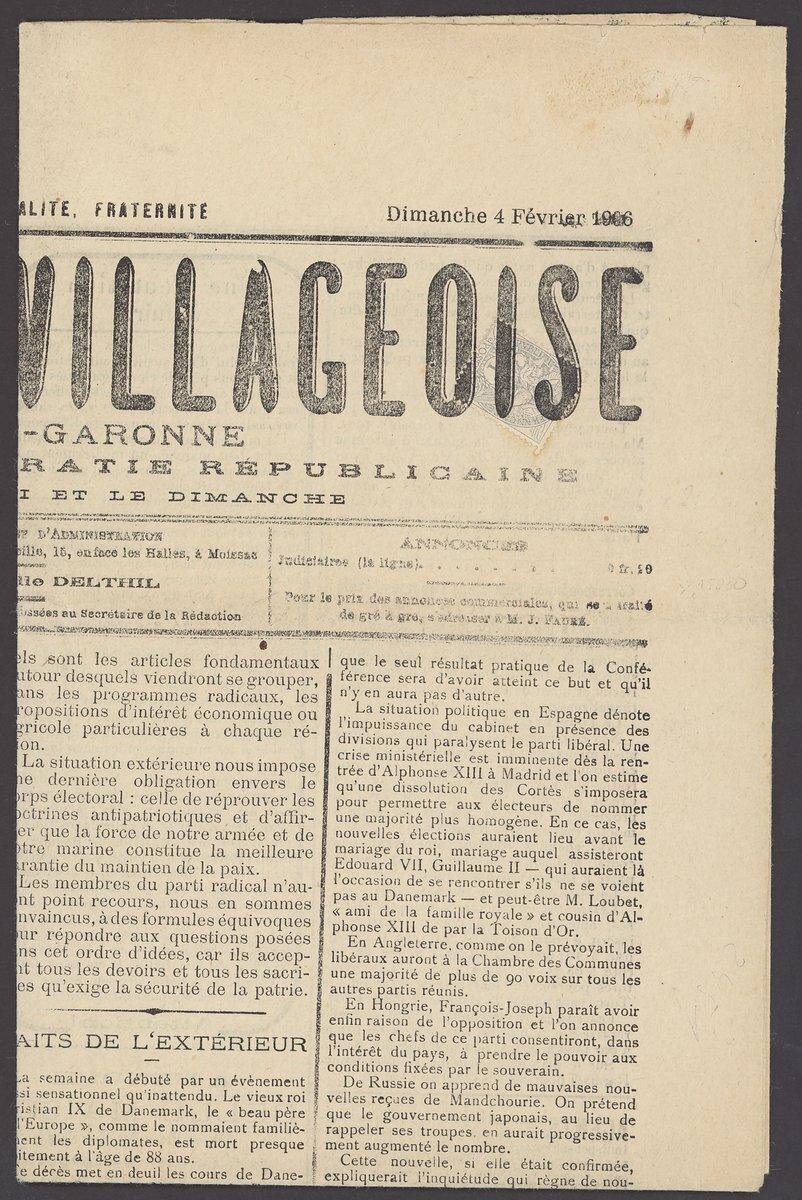 ALITÉ, FRATERNITÉ
Dimanche 4 Février 1906
VILLAGEOISE
-GARONNE
RATIE RÉPUBLICAINE
I ET LE DIMANCHE
ET D'ADMINISTRATION
eille, 15, enface les Halles, à Moissac
lle DELTHIL
ssées au Secrétaire de la Rédaction
ANNONCES
Judiciaires (la ligne). . . . . . . . 0 fr. 20
Pour le prix des annonces commerciales, qui se traité
de gré à gré, s'adresser à M. J. FAURÉ.
els sont les articles fondamentaux
utour desquels viendront se grouper,
ans les programmes radicaux, les
ropositions d'intérêt économique ou
gricole particulières à chaque ré-
ion.
La situation extérieure nous impose
ne dernière obligation envers le
orps électoral : celle de réprouver les
octrines antipatriotiques et d'affir-
er que la force de notre armée et de
otre marine constitue la meilleure
arantie du maintien de la paix.
Les membres du parti radical n'au-
nt point recours, nous en sommes
nvaincus, à des formules équivoques
ur répondre aux questions posées
ns cet ordre d'idées, car ils accep-
nt tous les devoirs et tous les sacri-
es qu'exige la sécurité de la patrie.
AITS DE L'EXTÉRIEUR
La semaine a débuté par un évènement
si sensationnel qu'inattendu. Le vieux roi
ristian IX de Danemark, le « beau père
l'Europe », comme le nommaient familiè-
ent les diplomates, est mort presque
itement à l'âge de 88 ans.
e décès met en deuil les cours de Dane-
que le seul résultat pratique de la Confé-
férence sera d'avoir atteint ce but et qu'il
n'y en aura pas d'autre.
La situation politique en Espagne dénote
l'impuissance du cabinet en présence des
divisions qui paralysent le parti libéral. Une
crise ministérielle est imminente dès la ren-
trée d'Alphonse XIII à Madrid et l'on estime
qu'une dissolution des Cortès s'imposera
pour permettre aux électeurs de nommer
une majorité plus homogène. En ce cas, les
nouvelles élections auraient lieu avant le
mariage du roi, mariage auquel assisteront
Edouard VII, Guillaume II — qui auraient là
l'occasion de se rencontrer s'ils ne se voient
pas au Danemark — et peut-être M. Loubet,
« ami de la famille royale » et cousin d'Al-
phonse XIII de par la Toison d'Or.
En Angleterre, comme on le prévoyait, les
libéraux auront à la Chambre des Communes
une majorité de plus de 90 voix sur tous les
autres partis réunis.
En Hongrie, François-Joseph paraît avoir
enfin raison de l'opposition et l'on annonce
que les chefs de ce parti consentiront, dans
l'intérêt du pays, à prendre le pouvoir aux
conditions fixées par le souverain.
De Russie on apprend de mauvaises nou-
velles reçues de Mandchourie. On prétend
que le gouvernement japonais, au lieu de
rappeler ses troupes, en aurait progressive-
ment augmenté le nombre.
Cette nouvelle, si elle était confirmée,
expliquerait l'inquiétude qui règne de nou-